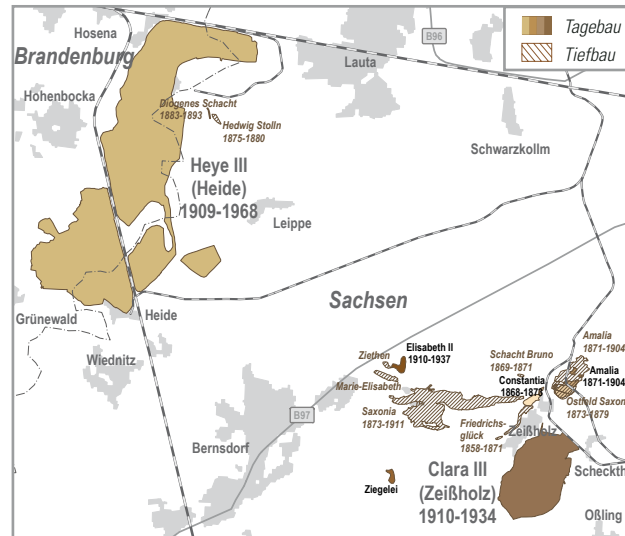 Hosena
Brandenburg
B96
Tagebau
Tiefbau
Lauta
Hohenbocka
Diogenes Schacht
1883-1893
Hedwig Stolln
1875-1880
Schwarzkollm
Heye III
(Heide)
1909-1968
Leippe
Sachsen
Grünewald
Heide
Wiednitz
Elisabeth II
1910-1937
Ziethen
Marie-Elisabeth
Schacht Bruno
1869-1871
Amalia
1871-1904
Constantia
1868-1878
Amalia
1871-1904
Saxonia
1873-1911
Ostfeld Saxon
1873-1879
Friedrichs-
glück
1858-1871
Zeißholz
B97
Bernsdorf
Clara III
(Zeißholz)
1910-1934
Ziegelei
Scheckth
Oßling